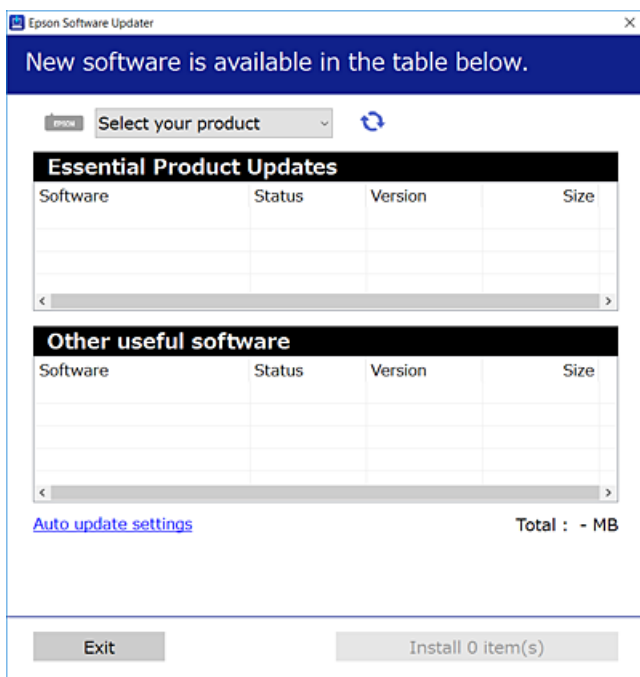 Epson Software Updater
New software is available in the table below.
EPSON Select your product
Essential Product Updates
Software Status Version Size
Other useful software
Software Status Version Size
Auto update settings Total : - MB
Exit Install 0 item(s)